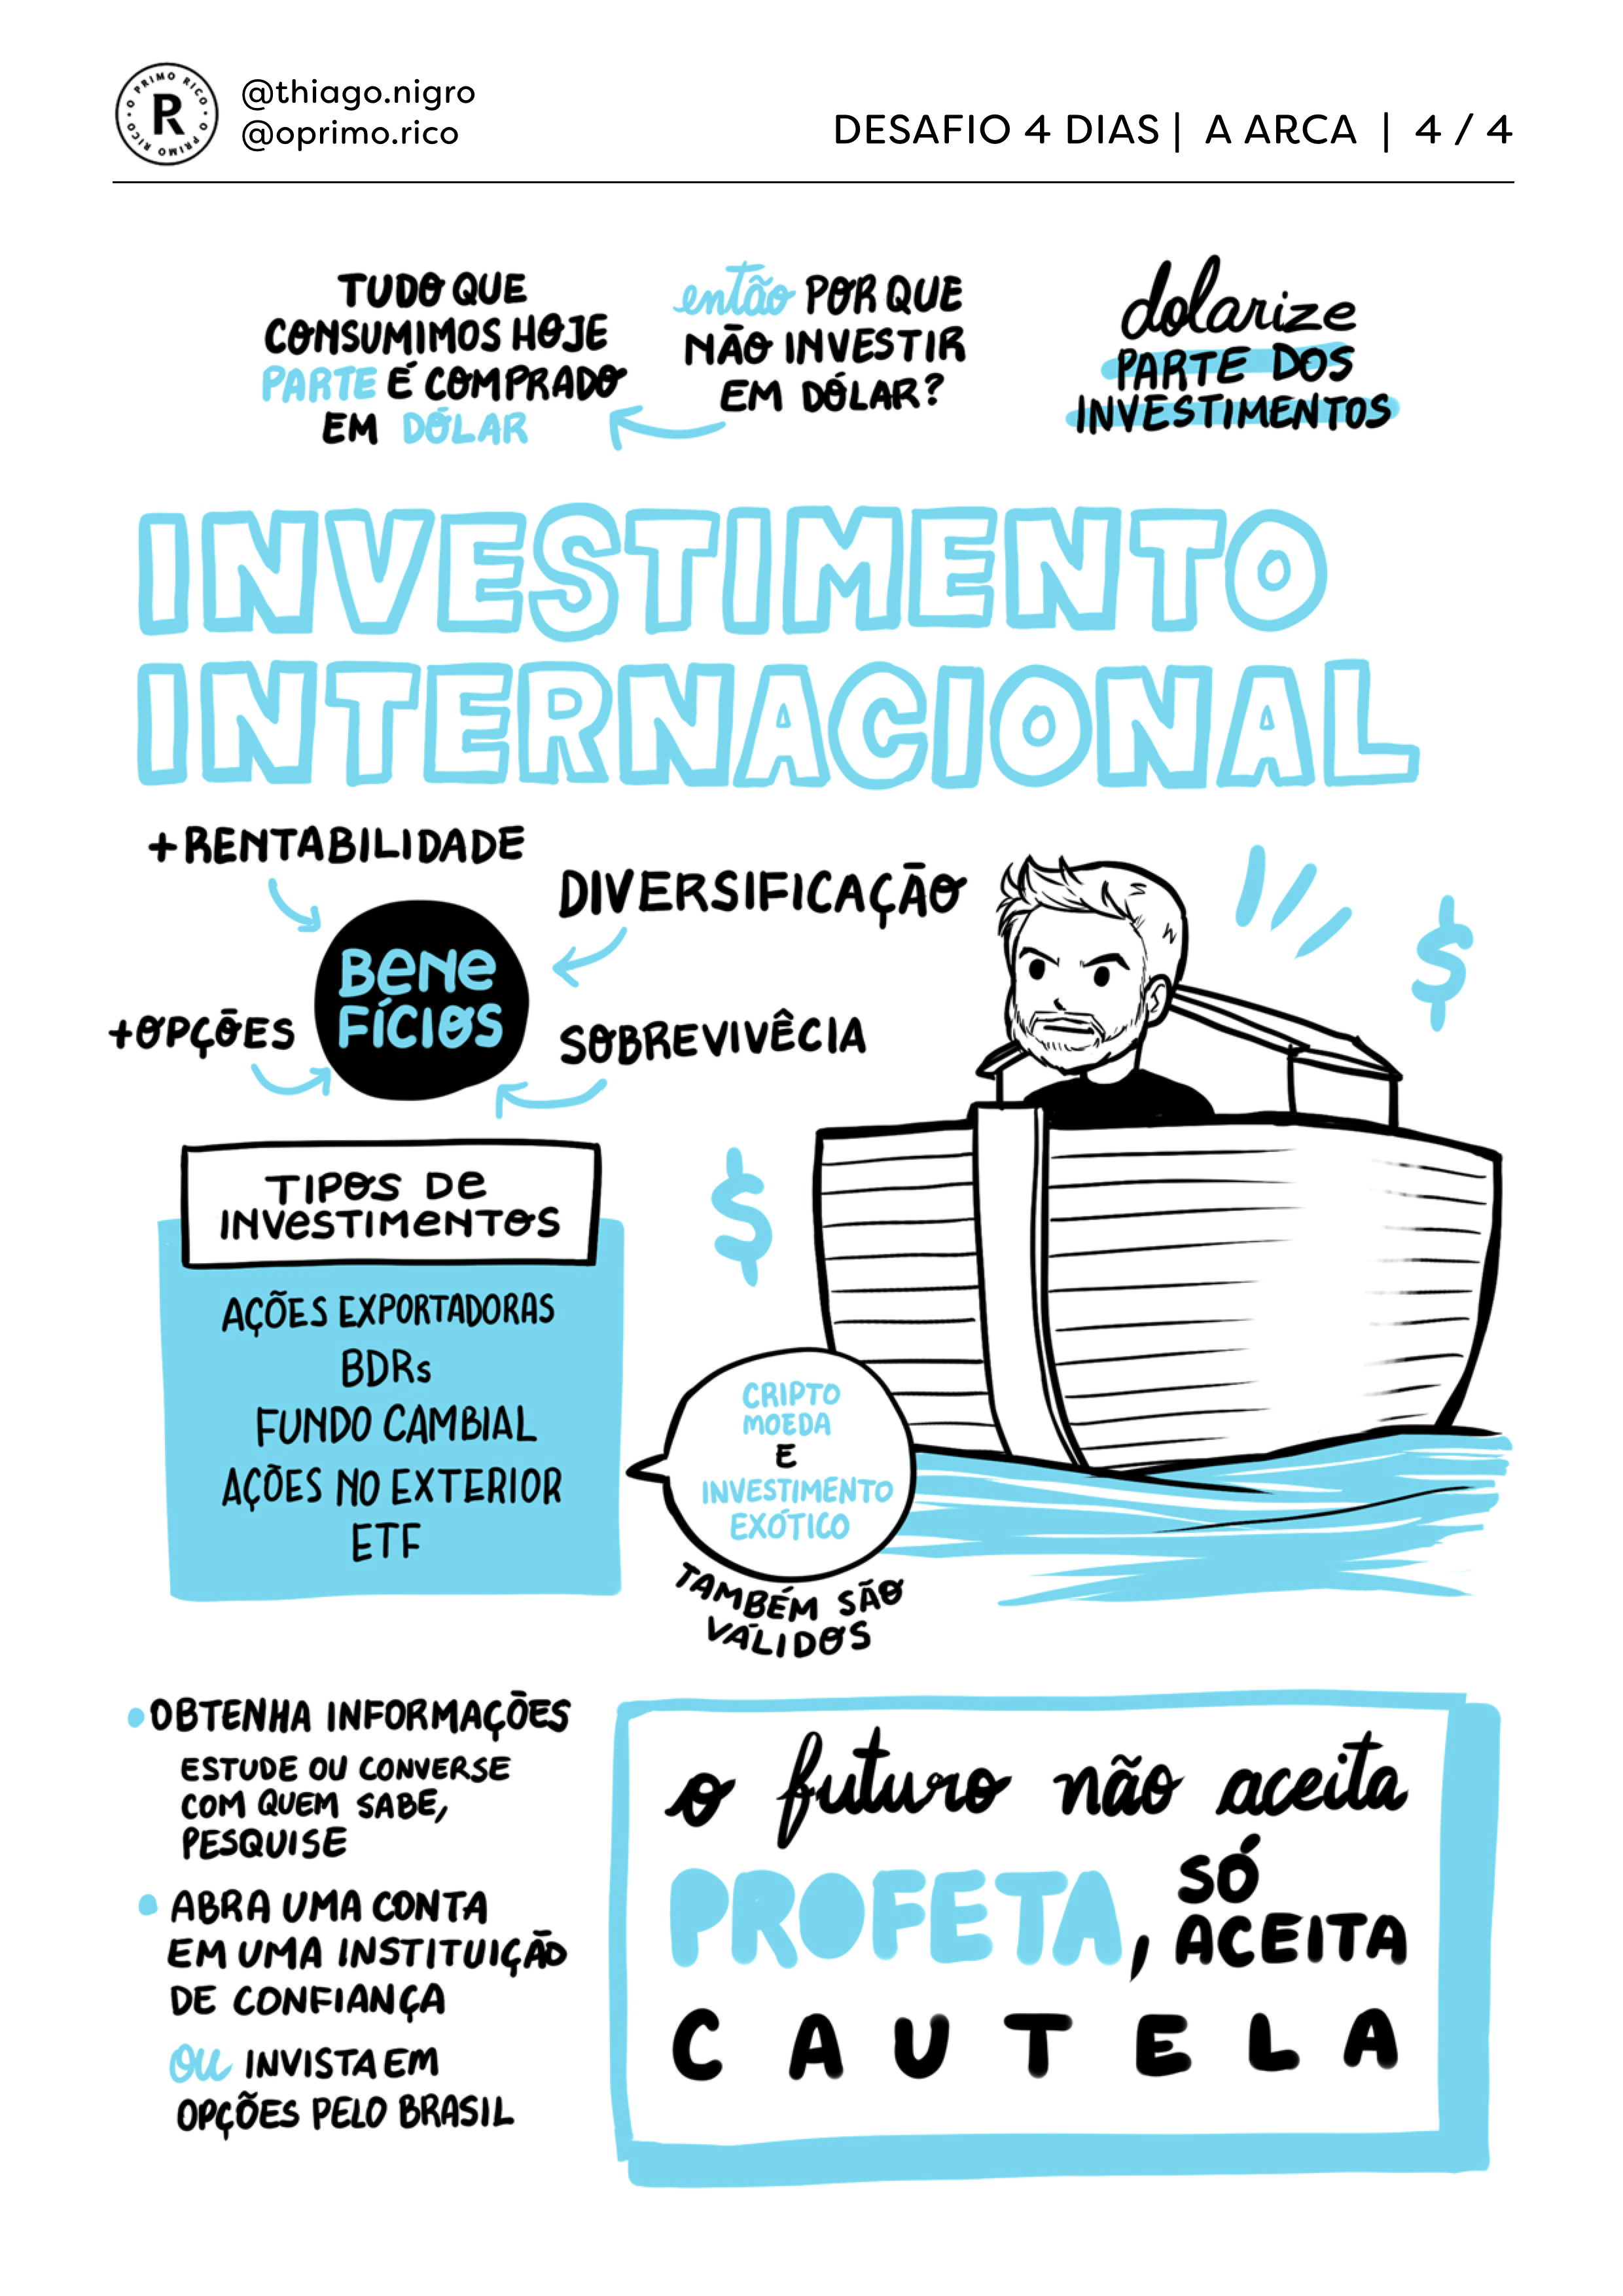 O PRIMO RICO • O PRIMO RICO •
R
@thiago.nigro
@oprimo.rico
DESAFIO 4 DIAS | A ARCA | 4 / 4
TUDO QUE
CONSUMIMOS HOJE
PARTE É COMPRADO
EM DÓLAR
então POR QUE
NÃO INVESTIR
EM DÓLAR?
dolarize
PARTE DOS
INVESTIMENTOS
INVESTIMENTO
INTERNACIONAL
+RENTABILIDADE
DIVERSIFICAÇÃO
BENE
FÍCIOS
+OPÇÕES
SOBREVIVÊCIA
$
$
TIPOS DE
INVESTIMENTOS
AÇÕES EXPORTADORAS
BDRs
FUNDO CAMBIAL
AÇÕES NO EXTERIOR
ETF
CRIPTO
MOEDA
E
INVESTIMENTO
EXÓTICO
TAMBÉM SÃO
VÁLIDOS
• OBTENHA INFORMAÇÕES
ESTUDE OU CONVERSE
COM QUEM SABE,
PESQUISE
• ABRA UMA CONTA
EM UMA INSTITUIÇÃO
DE CONFIANÇA
OU INVISTA EM
OPÇÕES PELO BRASIL
o futuro não aceita
PROFETA, SÓ
ACEITA
CAUTELA